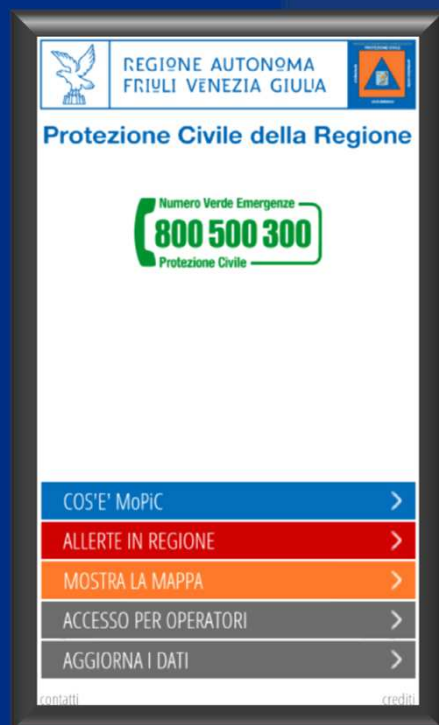 REGIONE AUTONOMA
FRIULI VENEZIA GIULIA
Protezione Civile della Regione
Numero Verde Emergenze
800 500 300
Protezione Civile
COS'E' MoPiC
ALLERTE IN REGIONE
MOSTRA LA MAPPA
ACCESSO PER OPERATORI
AGGIORNA I DATI
contatti
crediti